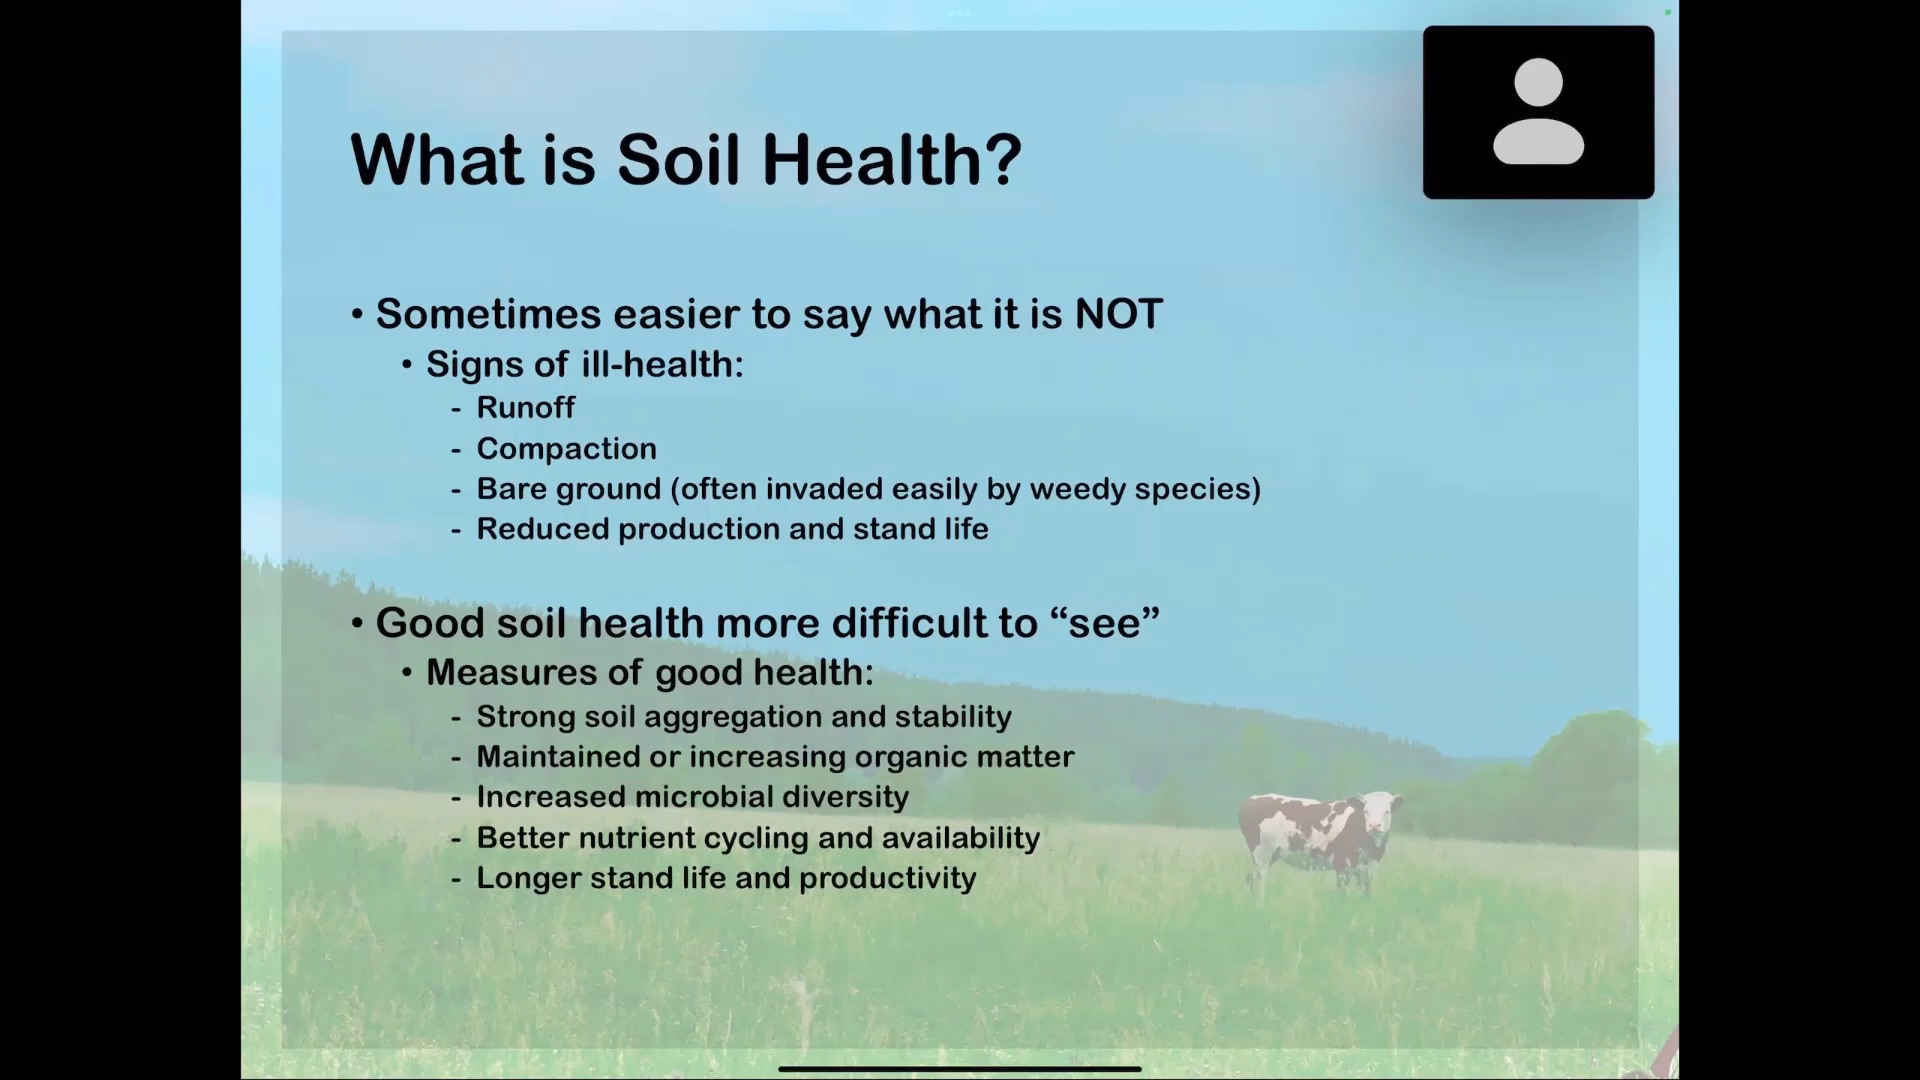 What is Soil Health?
• Sometimes easier to say what it is NOT
• Signs of ill-health:
- Runoff
- Compaction
- Bare ground (often invaded easily by weedy species)
- Reduced production and stand life
• Good soil health more difficult to “see”
• Measures of good health:
- Strong soil aggregation and stability
- Maintained or increasing organic matter
- Increased microbial diversity
- Better nutrient cycling and availability
- Longer stand life and productivity